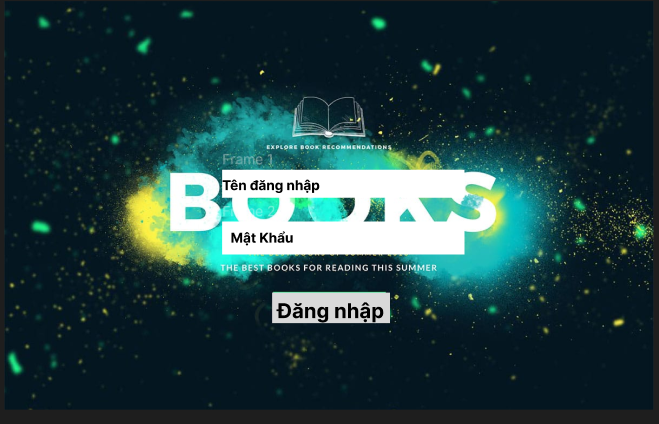 EXPLORE BOOK RECOMMENDATIONS
Frame 1
BOOKS
Tên đăng nhập
Mật Khẩu
THE BEST BOOKS FOR READING THIS SUMMER
Đăng nhập